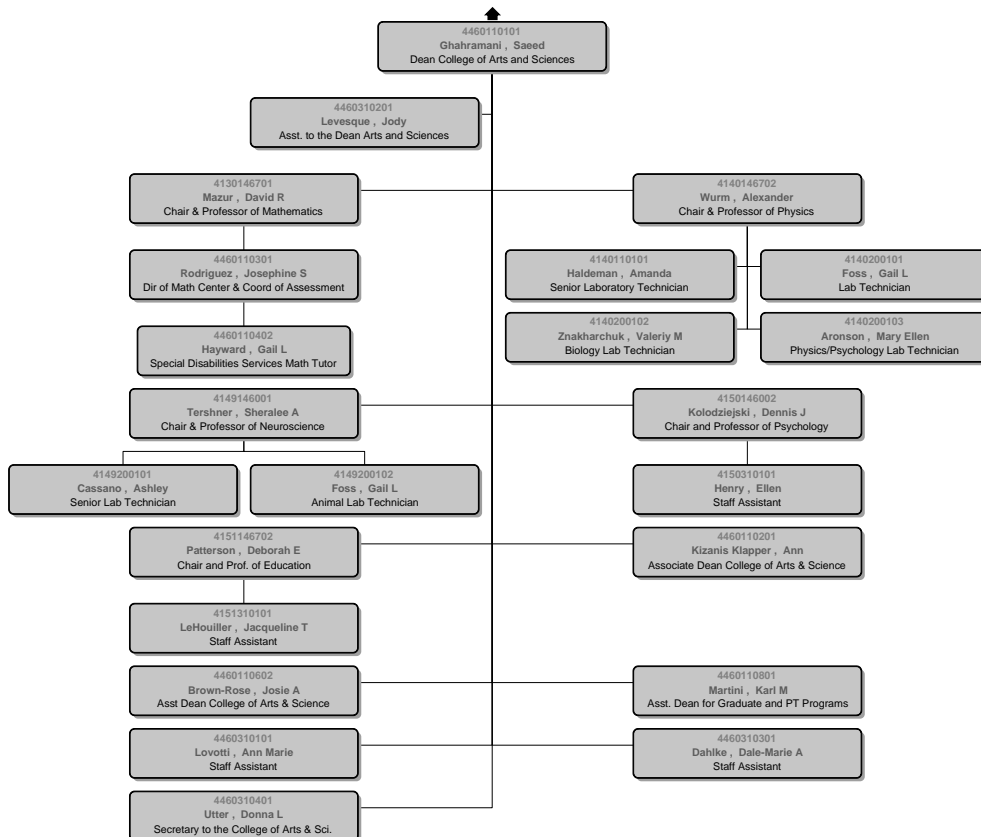 4460110101
Ghahramani , Saeed
Dean College of Arts and Sciences
4460310201
Levesque , Jody
Asst. to the Dean Arts and Sciences
4130146701
Mazur , David R
Chair & Professor of Mathematics
4140146702
Wurm , Alexander
Chair & Professor of Physics
4460110301
Rodriguez , Josephine S
Dir of Math Center & Coord of Assessment
4140110101
Haldeman , Amanda
Senior Laboratory Technician
4140200101
Foss , Gail L
Lab Technician
4460110402
Hayward , Gail L
Special Disabilities Services Math Tutor
4140200102
Znakharchuk , Valeriy M
Biology Lab Technician
4140200103
Aronson , Mary Ellen
Physics/Psychology Lab Technician
4149146001
Tershner , Sheralee A
Chair & Professor of Neuroscience
4150146002
Kolodziejski , Dennis J
Chair and Professor of Psychology
4149200101
Cassano , Ashley
Senior Lab Technician
4149200102
Foss , Gail L
Animal Lab Technician
4150310101
Henry , Ellen
Staff Assistant
4151146702
Patterson , Deborah E
Chair and Prof. of Education
4460110201
Kizanis Klapper , Ann
Associate Dean College of Arts & Science
4151310101
LeHouiller , Jacqueline T
Staff Assistant
4460110602
Brown-Rose , Josie A
Asst Dean College of Arts & Science
4460110801
Martini , Karl M
Asst. Dean for Graduate and PT Programs
4460310101
Lovotti , Ann Marie
Staff Assistant
4460310301
Dahlke , Dale-Marie A
Staff Assistant
4460310401
Utter , Donna L
Secretary to the College of Arts & Sci.